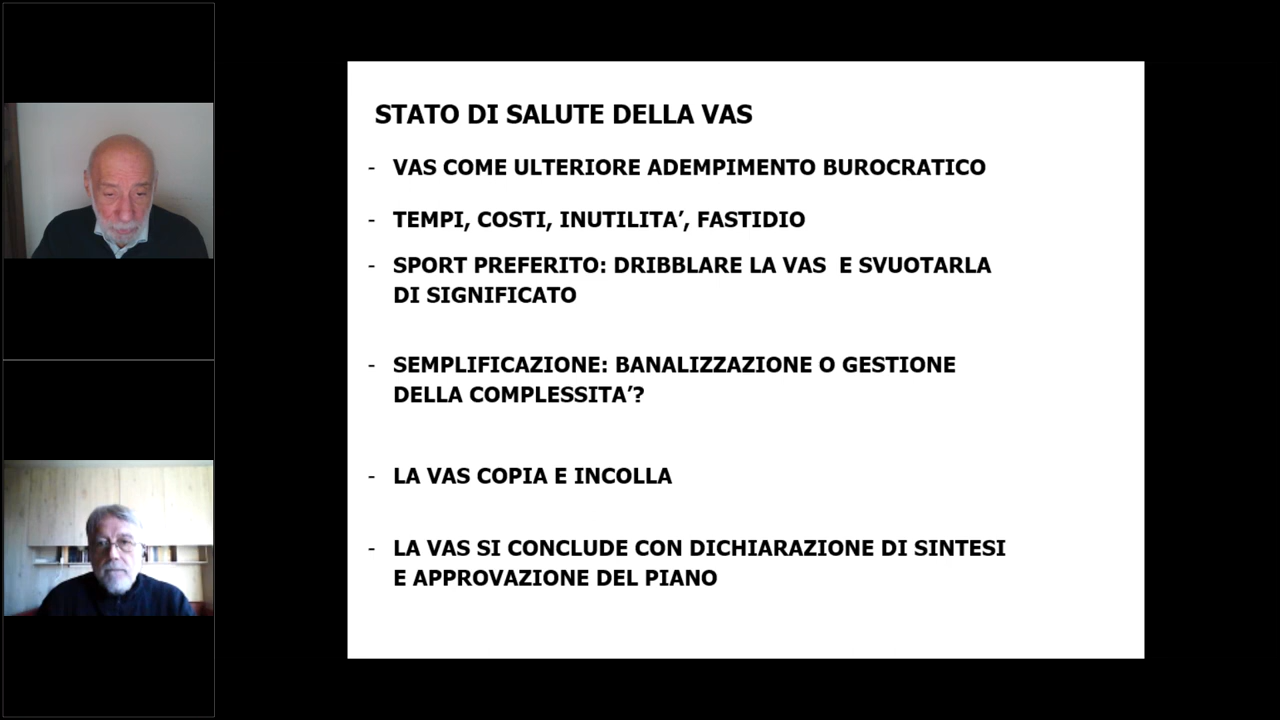 STATO DI SALUTE DELLA VAS
- VAS COME ULTERIORE ADEMPIMENTO BUROCRATICO
- TEMPI, COSTI, INUTILITA’, FASTIDIO
- SPORT PREFERITO: DRIBBLARE LA VAS E SVUOTARLA
DI SIGNIFICATO
- SEMPLIFICAZIONE: BANALIZZAZIONE O GESTIONE
DELLA COMPLESSITA’?
- LA VAS COPIA E INCOLLA
- LA VAS SI CONCLUDE CON DICHIARAZIONE DI SINTESI
E APPROVAZIONE DEL PIANO